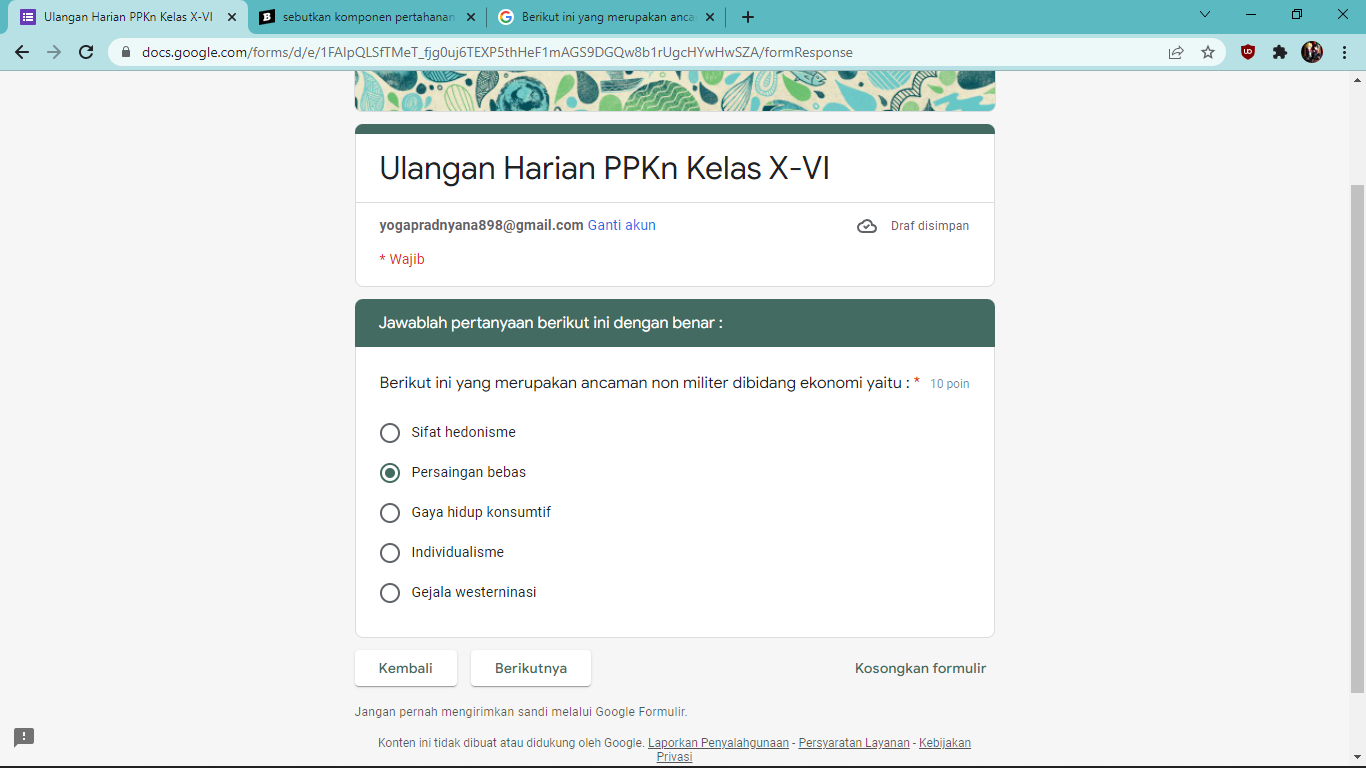 Ulangan Harian PPKn Kelas X-VI
sebutkan komponen pertahanan
Berikut ini yang merupakan anca
docs.google.com/forms/d/e/1FAIpQLSfTMeT_fjg0uj6TEXP5thHeF1mAGS9DGQw8b1rUgcHYwHwSZA/formResponse
Ulangan Harian PPKn Kelas X-VI
yogapradnyana898@gmail.com Ganti akun
Draf disimpan
* Wajib
Jawablah pertanyaan berikut ini dengan benar :
Berikut ini yang merupakan ancaman non militer dibidang ekonomi yaitu : * 10 poin
Sifat hedonisme
Persaingan bebas
Gaya hidup konsumtif
Individualisme
Gejala westerninasi
Kembali
Berikutnya
Kosongkan formulir
Jangan pernah mengirimkan sandi melalui Google Formulir.
Konten ini tidak dibuat atau didukung oleh Google. Laporkan Penyalahgunaan - Persyaratan Layanan - Kebijakan
Privasi